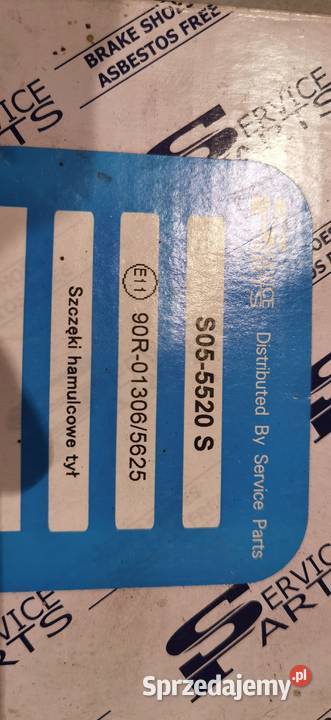 BRAKE SHOES
ASBESTOS FREE
SERVICE
PARTS
Distributed By Service Parts
S05-5520 S
E11 90R-01306/5625
Szczęki hamulcowe tył
SERVICE
PARTS
Sprzedajemy.pl